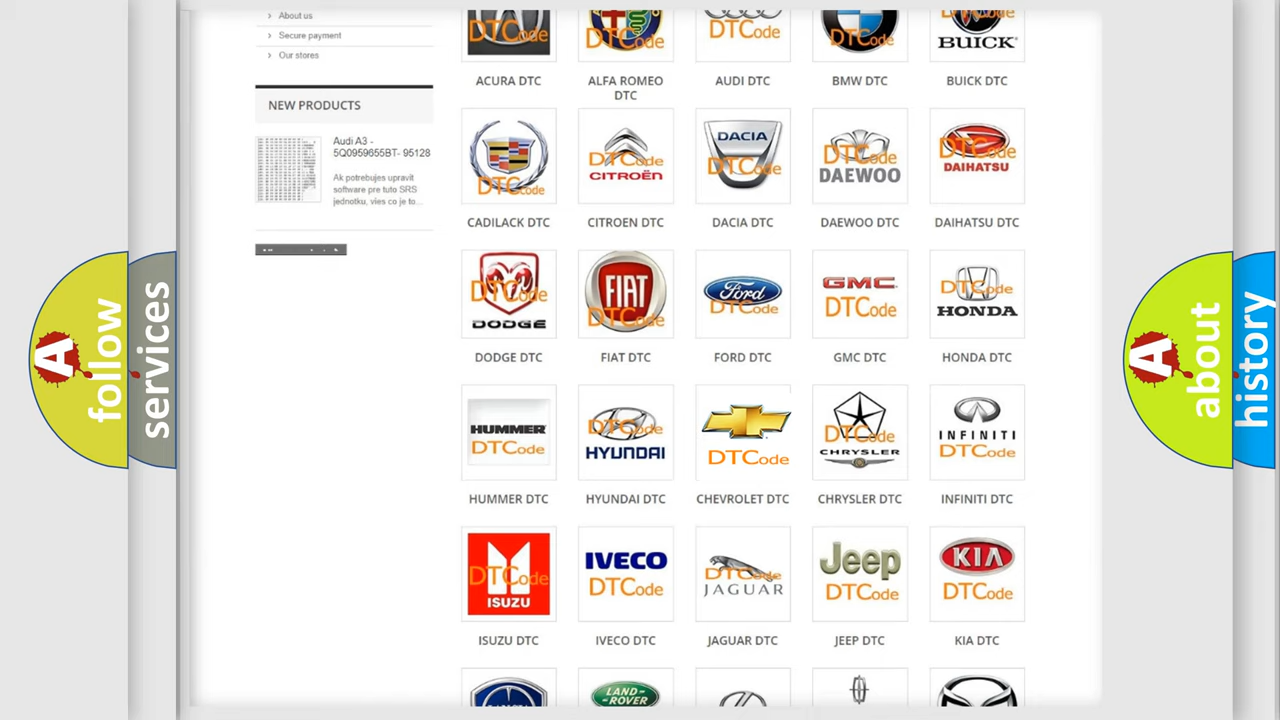 About us
Secure payment
Our stores
NEW PRODUCTS
Audi A3 -
5Q0959655BT- 95128
Ak potrebujes upravit
software pre tuto SRS
jednotku, vies co je to...
A follow
services
DTCode
DTCode
DTCode
DTCode
BUICK
ACURA DTC
ALFA ROMEO
DTC
AUDI DTC
BMW DTC
BUICK DTC
DTCode
DTCode
CITROËN
DACIA
DTCode
DTCode
DAEWOO
DTCode
DAIHATSU
CADILACK DTC
CITROEN DTC
DACIA DTC
DAEWOO DTC
DAIHATSU DTC
DTCode
DODGE
FIAT
DTCode
Ford
DTCode
GMC
DTCode
DTCode
HONDA
DODGE DTC
FIAT DTC
FORD DTC
GMC DTC
HONDA DTC
HUMMER
DTCode
DTCode
HYUNDAI
DTCode
DTCode
CHRYSLER
INFINITI
DTCode
HUMMER DTC
HYUNDAI DTC
CHEVROLET DTC
CHRYSLER DTC
INFINITI DTC
DTCode
ISUZU
IVECO
DTCode
DTCode
JAGUAR
Jeep
DTCode
KIA
DTCode
ISUZU DTC
IVECO DTC
JAGUAR DTC
JEEP DTC
KIA DTC
LAND-
ROVER
A about
history